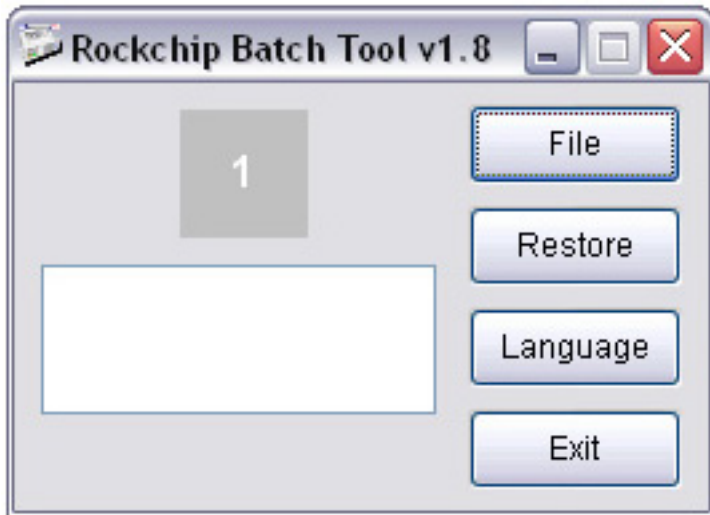 Rockchip Batch Tool v1.8
1
File
Restore
Language
Exit